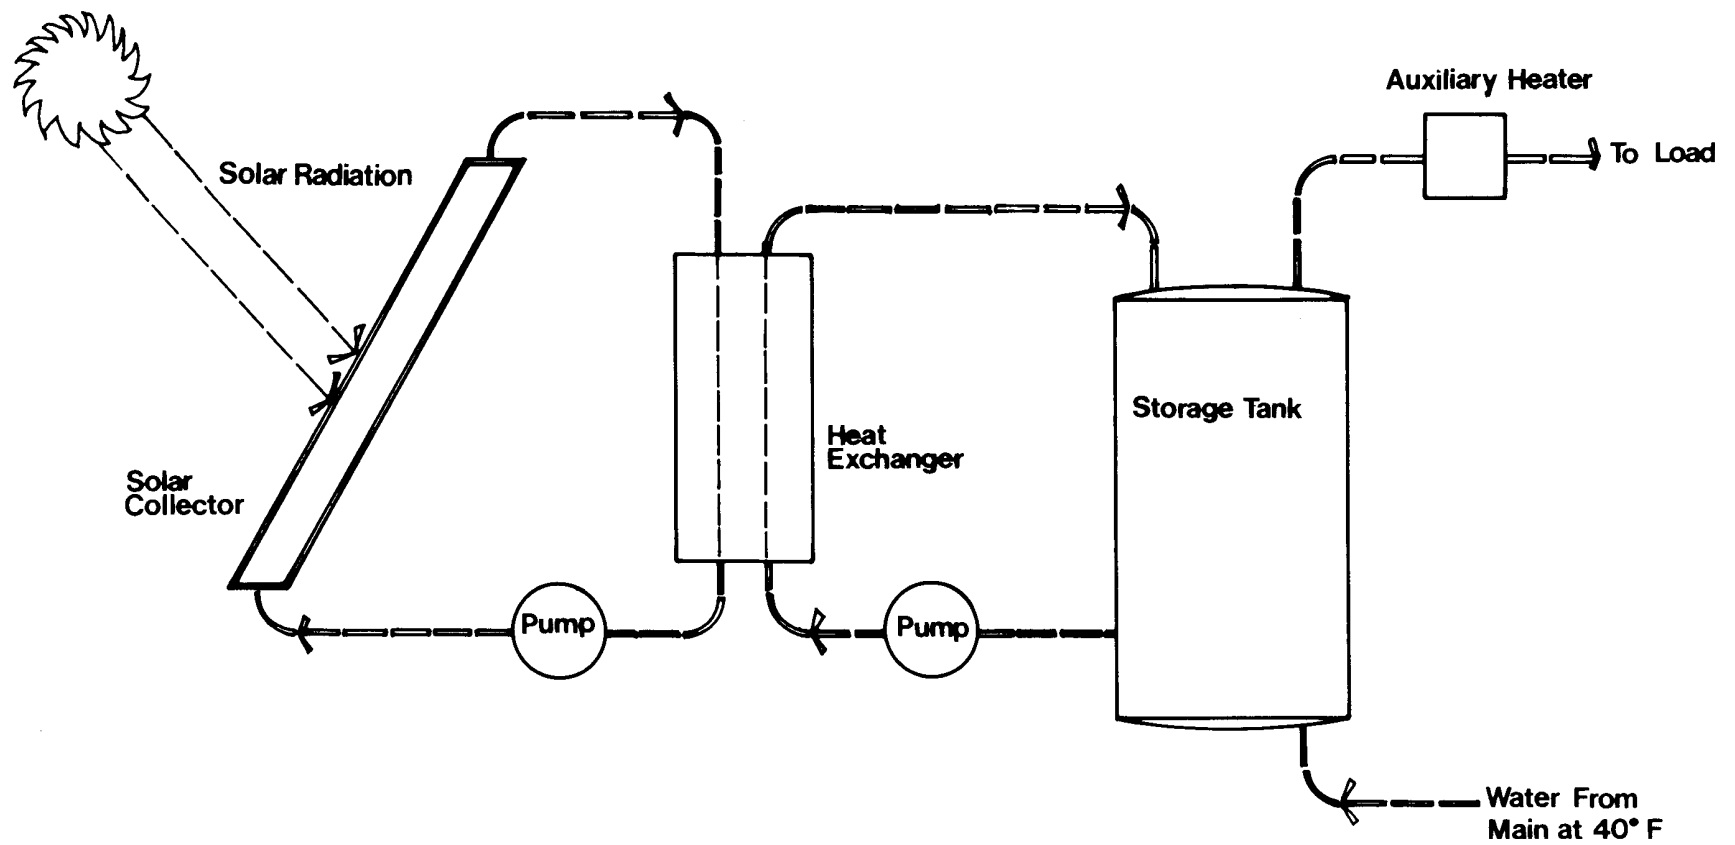 Auxiliary Heater
To Load
Solar Radiation
Storage Tank
Heat
Exchanger
Solar
Collector
Pump
Pump
Water From
Main at 40° F